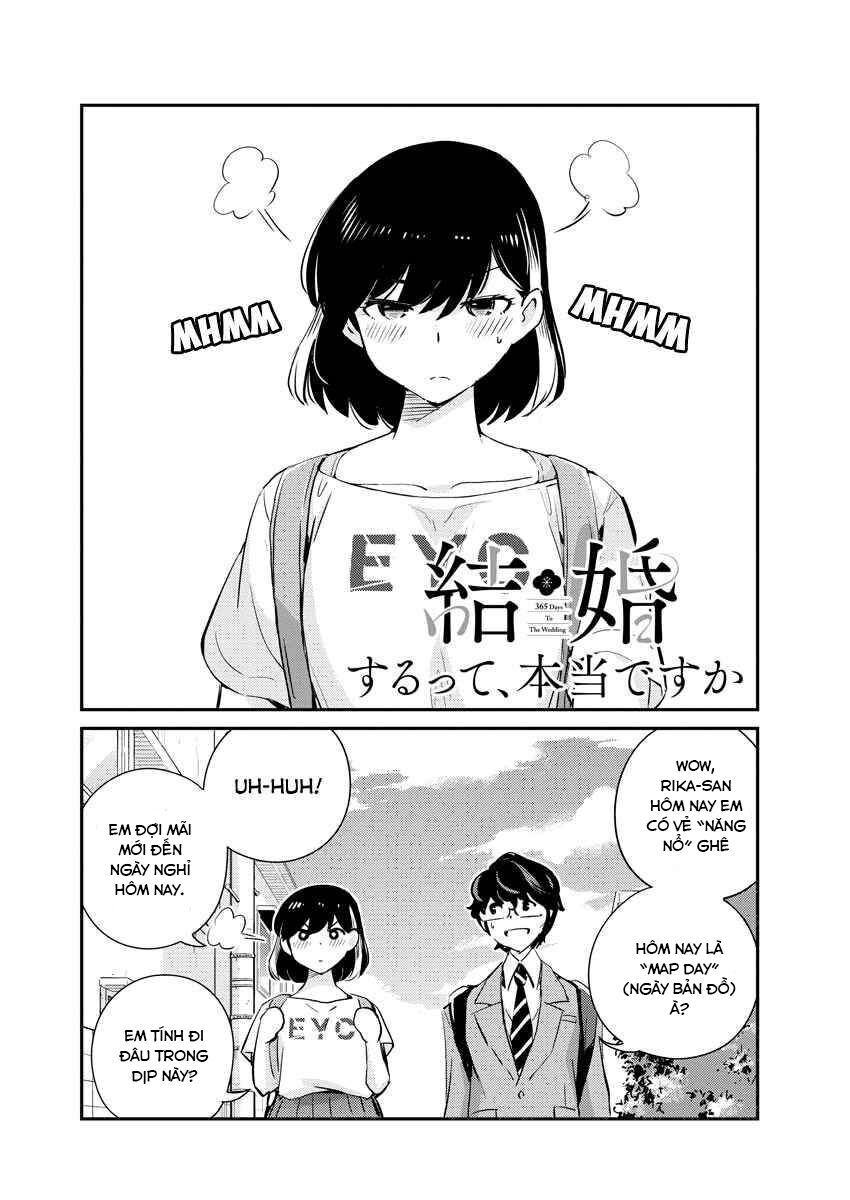 MHMM
MHMM
EYC
結婚
365 Days
To
The Wedding
するって、本当ですか
WOW,
RIKA-SAN
HÔM NAY EM
CÓ VẺ “NĂNG
NỔ” GHÊ
HÔM NAY LÀ
“MAP DAY”
(NGÀY BẢN ĐỒ)
À?
UH-HUH!
EM ĐỢI MÃI
MỚI ĐẾN
NGÀY NGHỈ
HÔM NAY.
EM TÍNH ĐI
ĐÂU TRONG
DỊP NÀY?
EYC